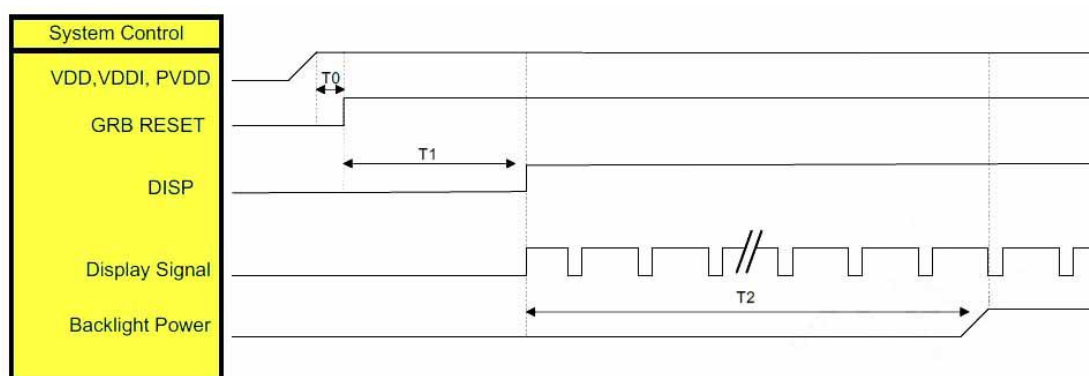 System Control
VDD,VDDI, PVDD
T0
GRB RESET
T1
DISP
Display Signal
T2
Backlight Power